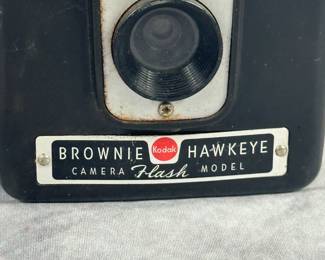 BROWNIE Kodak HAWKEYE
CAMERA Flash MODEL